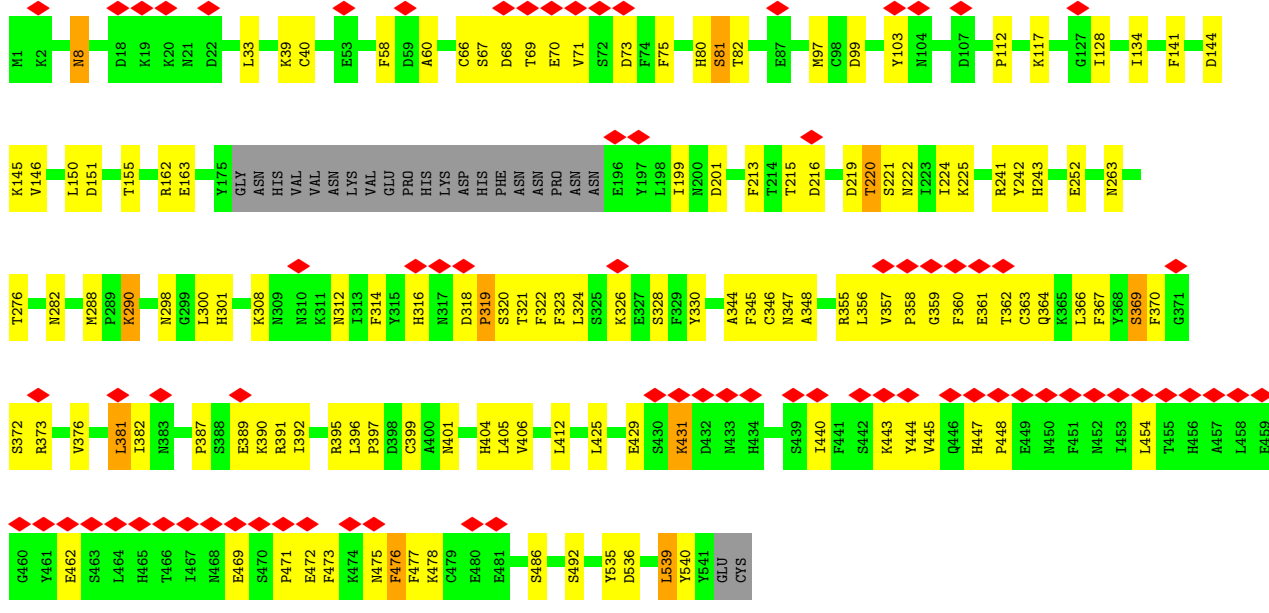 M1 K2 N8 D18 K19 K20 N21 D22 L33 K39 C40 E53 F58 D59 A60 C66 S67 D68 T69 E70 V71 S72 D73 F74 F75 H80 S81 T82 E87 M97 C98 D99 Y103 N104 D107 P112 K117 G127 I128 I134 F141 D144
K145 V146 L150 D151 T155 R162 E163 Y175 GLY ASN HIS VAL VAL ASN LYS VAL GLU PRO HIS LYS ASP HIS PHE ASN ASN PRO ASN ASN E196 Y197 L198 I199 N200 D201 F213 T214 T215 D216 D219 T220 S221 N222 I223 I224 K225 R241 Y242 H243 E252 N263
T276 N282 M288 P289 K290 N298 G299 L300 H301 K308 N309 N310 K311 N312 I313 F314 Y315 H316 N317 D318 P319 S320 T321 F322 F323 L324 S325 K326 E327 S328 F329 Y330 A344 F345 C346 N347 A348 R355 L356 V357 P358 G359 F360 E361 T362 C363 Q364 K365 L366 F367 Y368 S369 F370 G371
S372 R373 V376 L381 I382 N383 P387 S388 E389 K390 R391 I392 R395 L396 P397 D398 C399 A400 N401 H404 L405 V406 L412 L425 E429 S430 K431 D432 N433 H434 S439 I440 F441 S442 K443 Y444 V445 Q446 H447 P448 E449 N450 F451 N452 I453 L454 T455 H456 A457 L458 E459
G460 Y461 E462 S463 L464 H465 T466 I467 N468 E469 S470 P471 E472 F473 K474 N475 F476 F477 K478 C479 E480 E481 S486 S492 Y535 D536 L539 Y540 Y541 GLU CYS